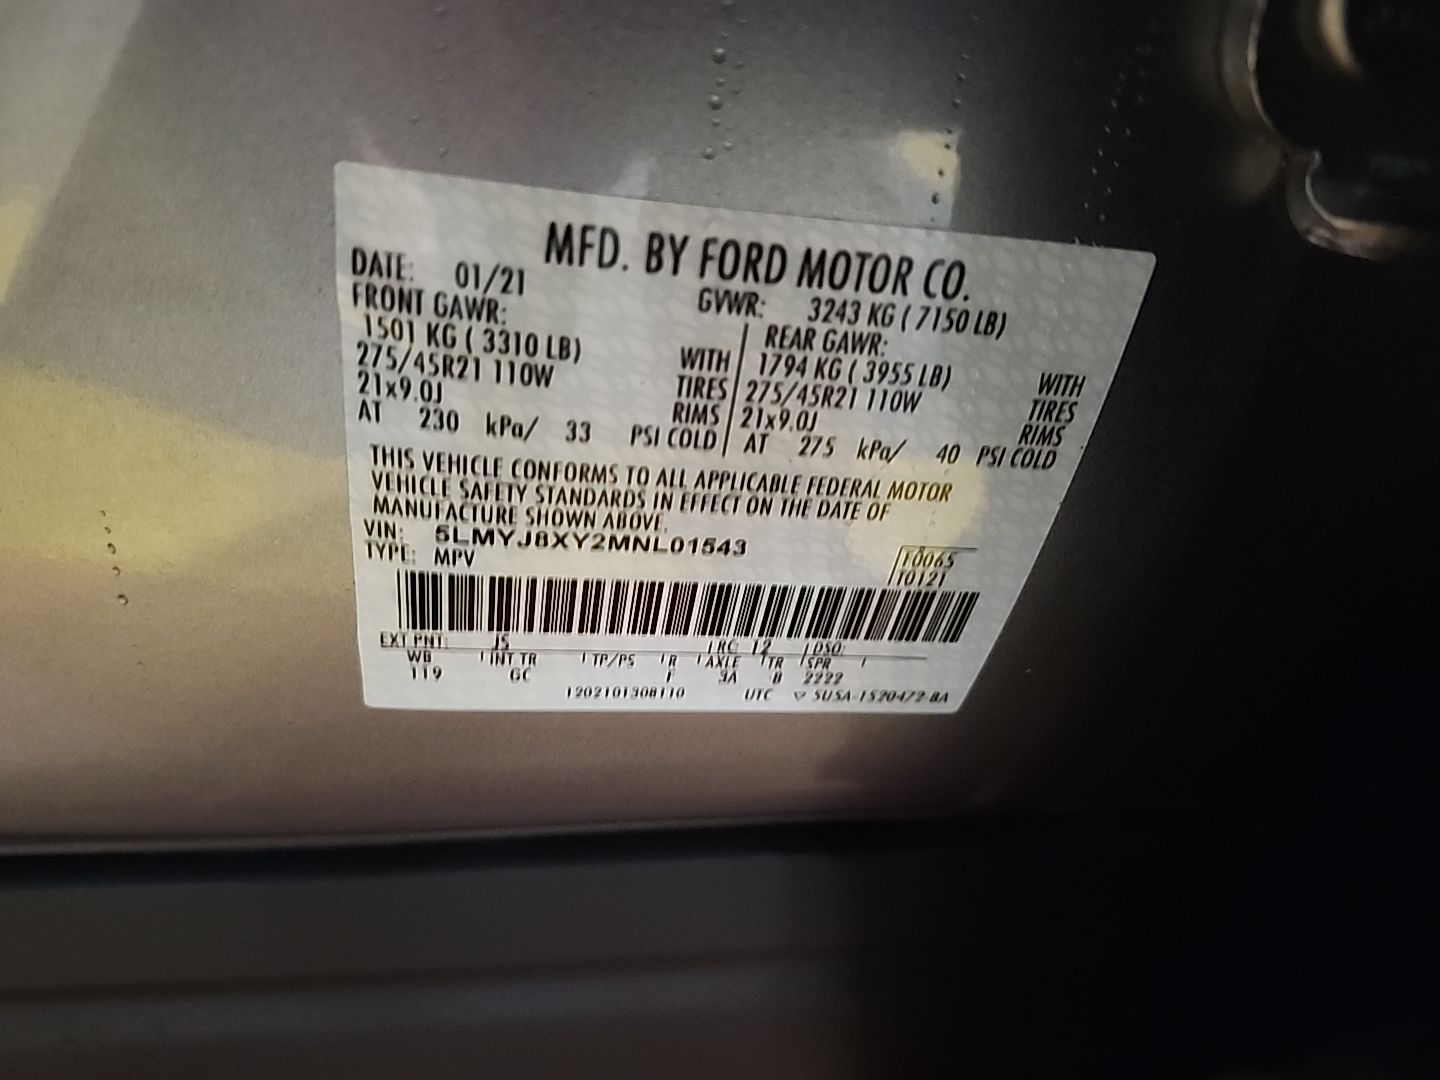 MFD. BY FORD MOTOR CO.
DATE: 01/21 GVWR: 3243 KG ( 7150 LB)
FRONT GAWR: REAR GAWR:
1501 KG ( 3310 LB) WITH 1794 KG ( 3955 LB) WITH
275/45R21 110W TIRES 275/45R21 110W TIRES
21x9.0J RIMS 21x9.0J RIMS
AT 230 kPa/ 33 PSI COLD AT 275 kPa/ 40 PSI COLD
THIS VEHICLE CONFORMS TO ALL APPLICABLE FEDERAL MOTOR
VEHICLE SAFETY STANDARDS IN EFFECT ON THE DATE OF
MANUFACTURE SHOWN ABOVE.
VIN: 5LMYJ8XY2MNL01543
TYPE: MPV
F0065
T0121
EXT PNT: J5 RC: 12 DSO:
WB INT TR TP/PS R AXLE TR SPR
119 GC F 3A B 2222
1202101308110 UTC ▽ 5USA-1520472-BA